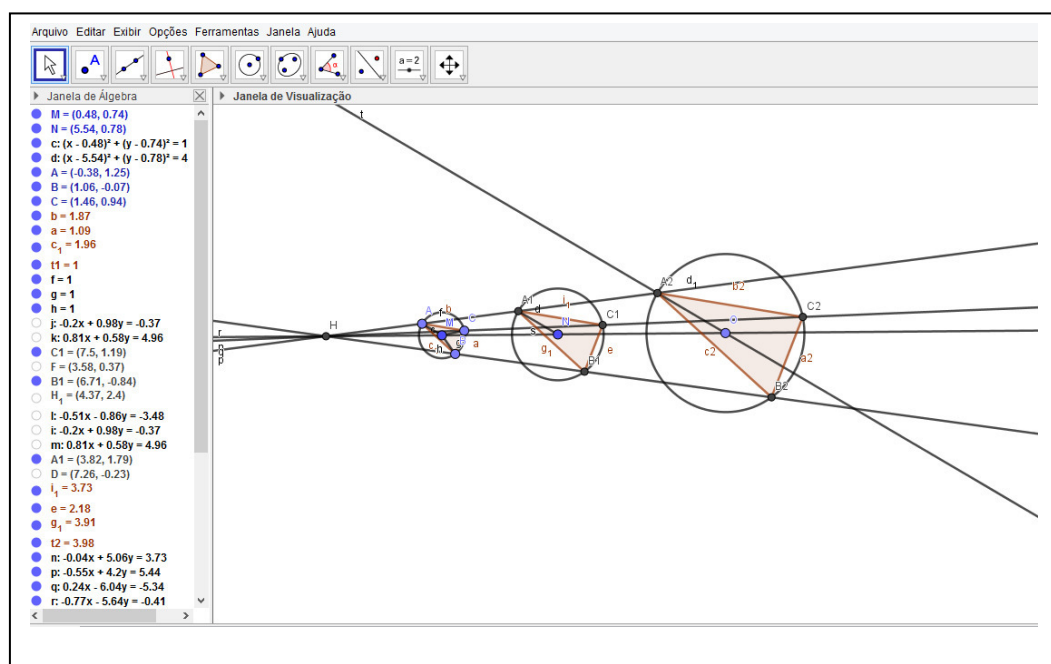 Arquivo Editar Exibir Opções Ferramentas Janela Ajuda
A
a = 2
Janela de Álgebra
Janela de Visualização
M = (0.48, 0.74)
N = (5.54, 0.78)
c: (x - 0.48)² + (y - 0.74)² = 1
d: (x - 5.54)² + (y - 0.78)² = 4
A = (-0.38, 1.25)
B = (1.06, -0.07)
C = (1.46, 0.94)
b = 1.87
a = 1.09
c₁ = 1.96
t1 = 1
f = 1
g = 1
h = 1
j: -0.2x + 0.98y = -0.37
k: 0.81x + 0.58y = 4.96
C1 = (7.5, 1.19)
F = (3.58, 0.37)
B1 = (6.71, -0.84)
H₁ = (4.37, 2.4)
l: -0.51x - 0.86y = -3.48
i: -0.2x + 0.98y = -0.37
m: 0.81x + 0.58y = 4.96
A1 = (3.82, 1.79)
D = (7.26, -0.23)
i₁ = 3.73
e = 2.18
g₁ = 3.91
t2 = 3.98
n: -0.04x + 5.06y = 3.73
p: -0.55x + 4.2y = 5.44
q: 0.24x - 6.04y = -5.34
r: -0.77x - 5.64y = -0.41
t
H
r
p
A
f
b
M
C
c
h
g
a
A1
d
i₁
N
C1
s
g₁
e
B1
A2
d₁
b2
C2
c2
a2
B2